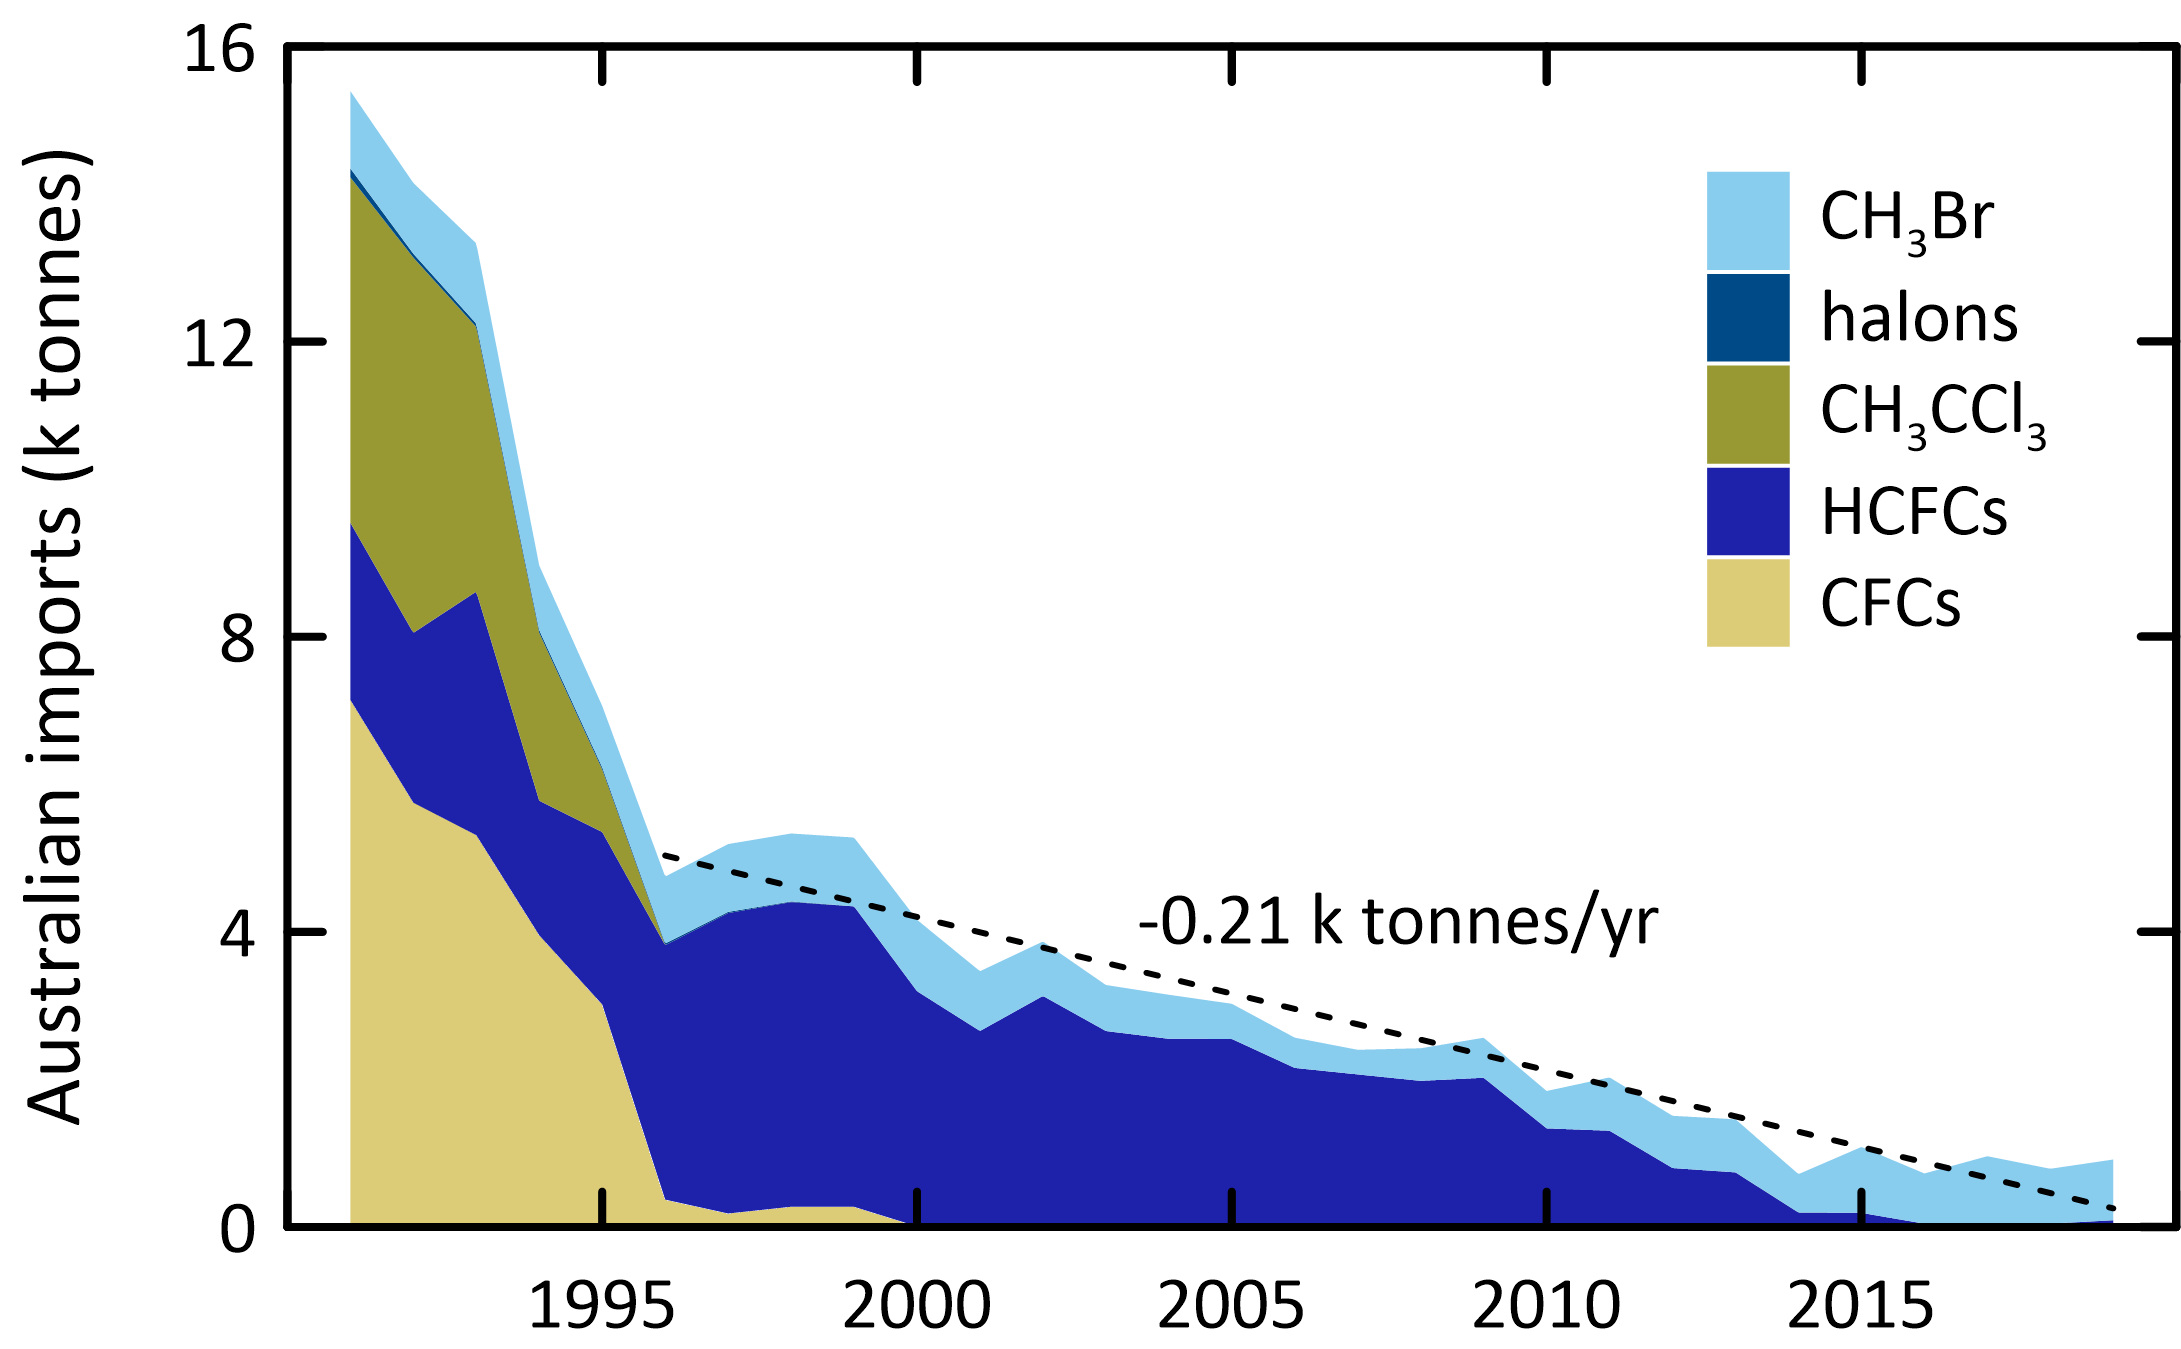 Australian imports (k tonnes)
16
12
8
4
0
CH₃Br
halons
CH₃CCl₃
HCFCs
CFCs
-0.21 k tonnes/yr
1995 2000 2005 2010 2015